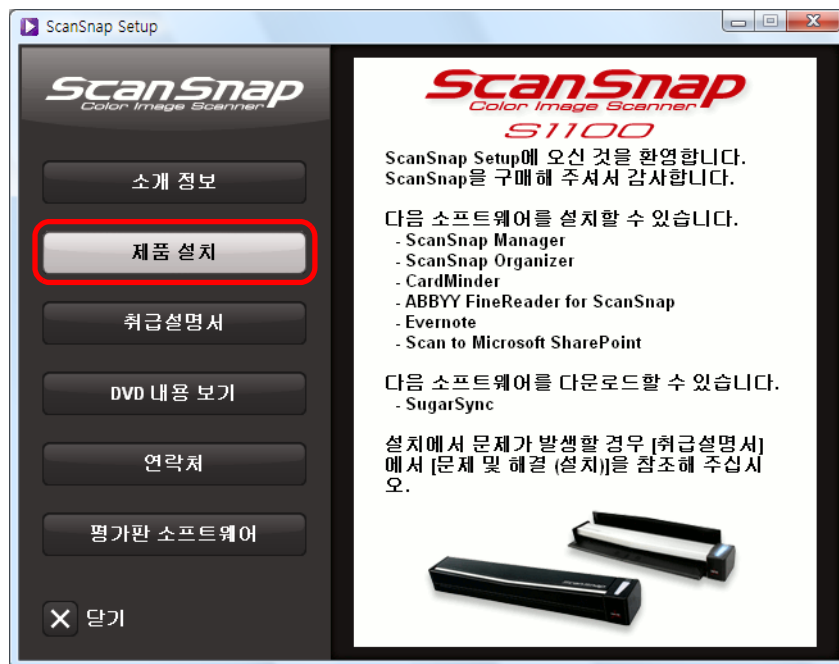 ScanSnap Setup
ScanSnap
Color Image Scanner
소개 정보
제품 설치
취급설명서
DVD 내용 보기
연락처
평가판 소프트웨어
닫기
ScanSnap
Color Image Scanner
S1100
ScanSnap Setup에 오신 것을 환영합니다.
ScanSnap을 구매해 주셔서 감사합니다.
다음 소프트웨어를 설치할 수 있습니다.
- ScanSnap Manager
- ScanSnap Organizer
- CardMinder
- ABBYY FineReader for ScanSnap
- Evernote
- Scan to Microsoft SharePoint
다음 소프트웨어를 다운로드할 수 있습니다.
- SugarSync
설치에서 문제가 발생할 경우 [취급설명서]
에서 [문제 및 해결 (설치)]을 참조해 주십시
오.
ScanSnap